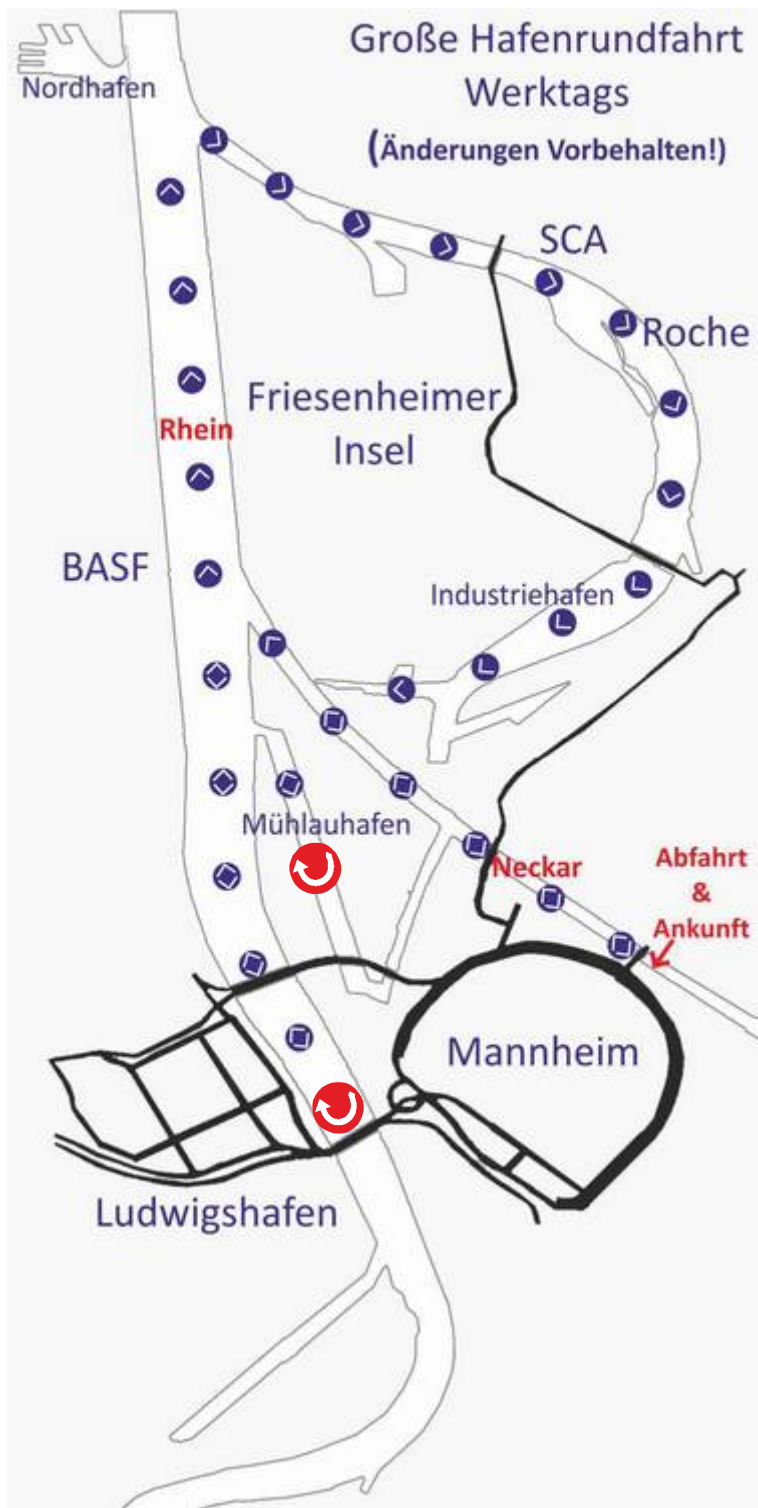 Große Hafenrundfahrt
Werktags
(Änderungen Vorbehalten!)
Nordhafen
SCA
Roche
Friesenheimer
Insel
Rhein
BASF
Industriehafen
Mühlauhafen
Neckar
Abfahrt
&
Ankunft
Mannheim
Ludwigshafen